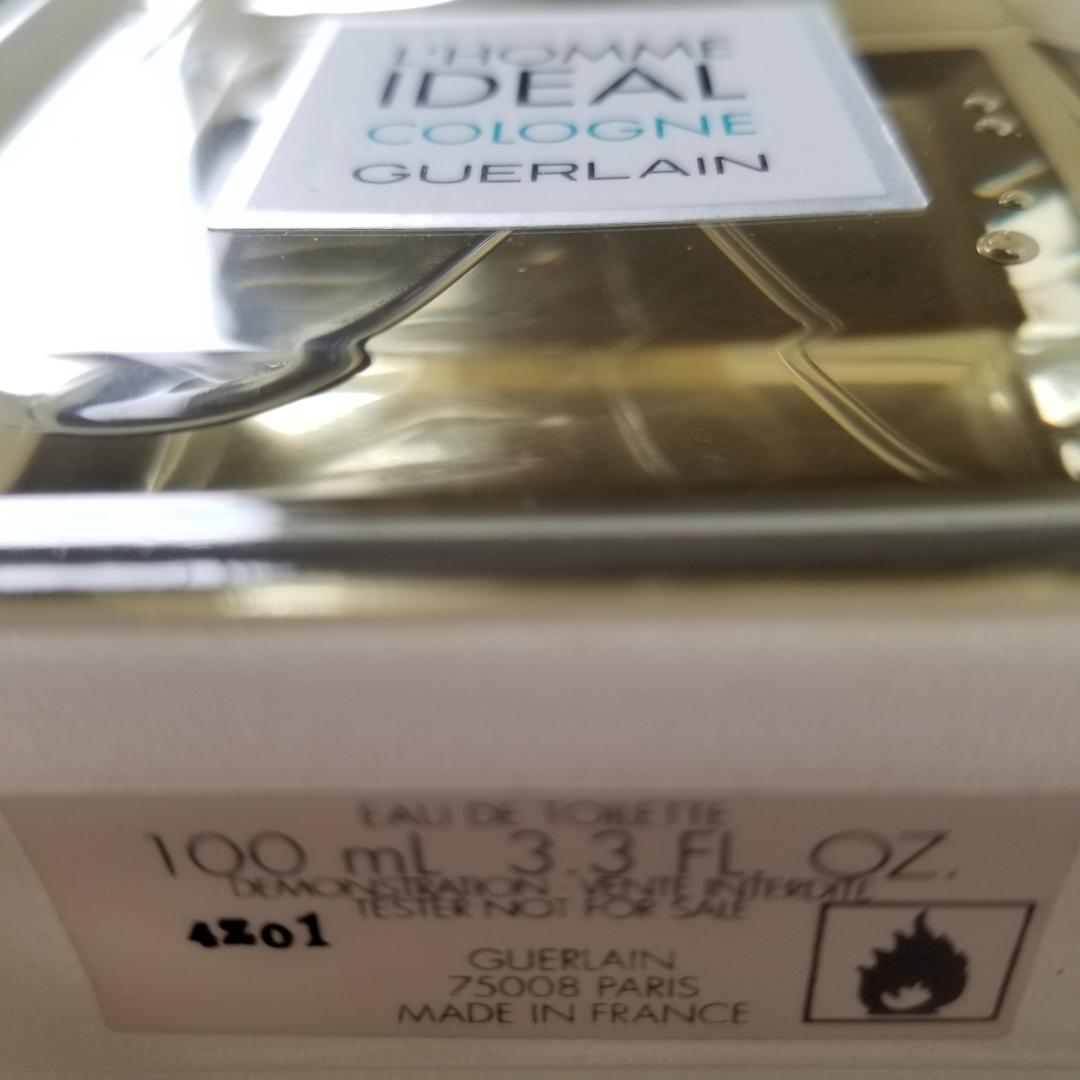 L'HOMME
IDEAL
COLOGNE
GUERLAIN
EAU DE TOILETTE
100 mL 3.3 FL. OZ.
DEMONSTRATION - VENTE INTERDITE
TESTER NOT FOR SALE
4Z01
GUERLAIN
75008 PARIS
MADE IN FRANCE